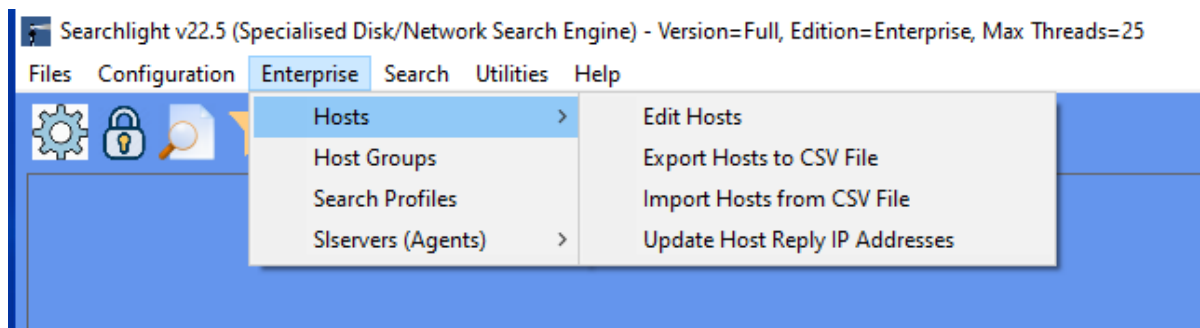 Searchlight v22.5 (Specialised Disk/Network Search Engine) - Version=Full, Edition=Enterprise, Max Threads=25
Files Configuration Enterprise Search Utilities Help
Hosts > Edit Hosts
Host Groups Export Hosts to CSV File
Search Profiles Import Hosts from CSV File
Slservers (Agents) > Update Host Reply IP Addresses